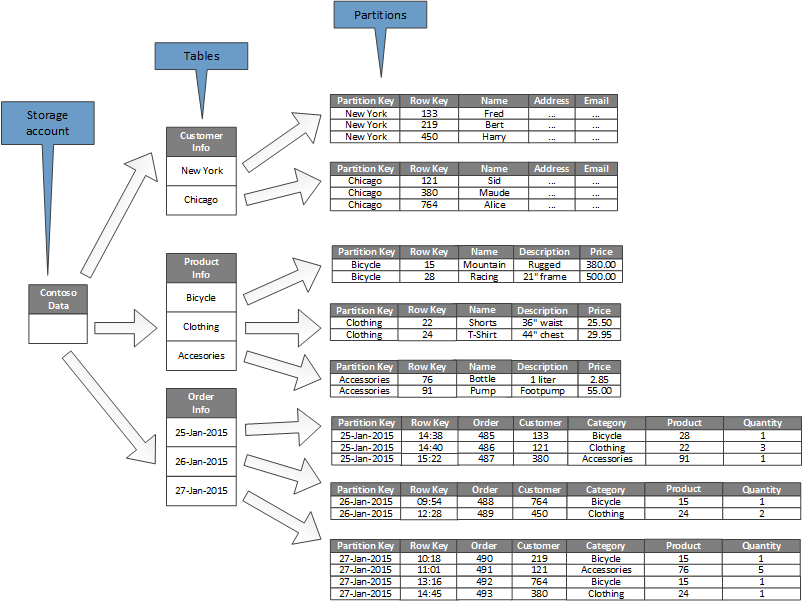 Partitions
Tables
Storage
account
Customer
Info
New York
Chicago
Product
Info
Bicycle
Clothing
Accesories
Order
Info
25-Jan-2015
26-Jan-2015
27-Jan-2015
Contoso
Data
Partition Key Row Key Name Address Email
New York 133 Fred ... ...
New York 219 Bert ... ...
New York 450 Harry ... ...
Partition Key Row Key Name Address Email
Chicago 121 Sid ... ...
Chicago 380 Maude ... ...
Chicago 764 Alice ... ...
Partition Key Row Key Name Description Price
Bicycle 15 Mountain Rugged 380.00
Bicycle 28 Racing 21" frame 500.00
Partition Key Row Key Name Description Price
Clothing 22 Shorts 36" waist 25.50
Clothing 24 T-Shirt 44" chest 29.95
Partition Key Row Key Name Description Price
Accessories 76 Bottle 1 liter 2.85
Accessories 91 Pump Footpump 55.00
Partition Key Row Key Order Customer Category Product Quantity
25-Jan-2015 14:38 485 133 Bicycle 28 1
25-Jan-2015 14:40 486 121 Clothing 22 3
25-Jan-2015 15:22 487 380 Accessories 91 1
Partition Key Row Key Order Customer Category Product Quantity
26-Jan-2015 09:54 488 764 Bicycle 15 1
26-Jan-2015 12:28 489 450 Clothing 24 2
Partition Key Row Key Order Customer Category Product Quantity
27-Jan-2015 10:18 490 219 Bicycle 15 1
27-Jan-2015 11:01 491 121 Accessories 76 5
27-Jan-2015 13:16 492 764 Bicycle 15 1
27-Jan-2015 14:45 493 380 Clothing 24 1